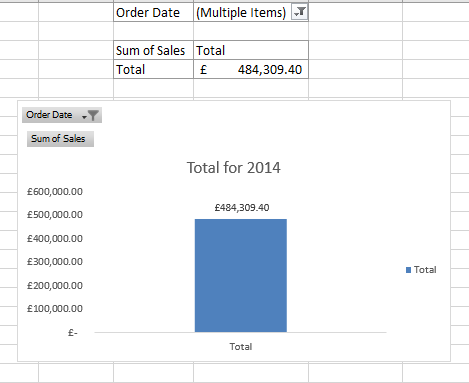 Order Date (Multiple Items)
Sum of Sales Total
Total £ 484,309.40
Order Date
Sum of Sales
Total for 2014
£600,000.00
£500,000.00
£400,000.00
£300,000.00
£200,000.00
£100,000.00
£-
£484,309.40
Total
Total